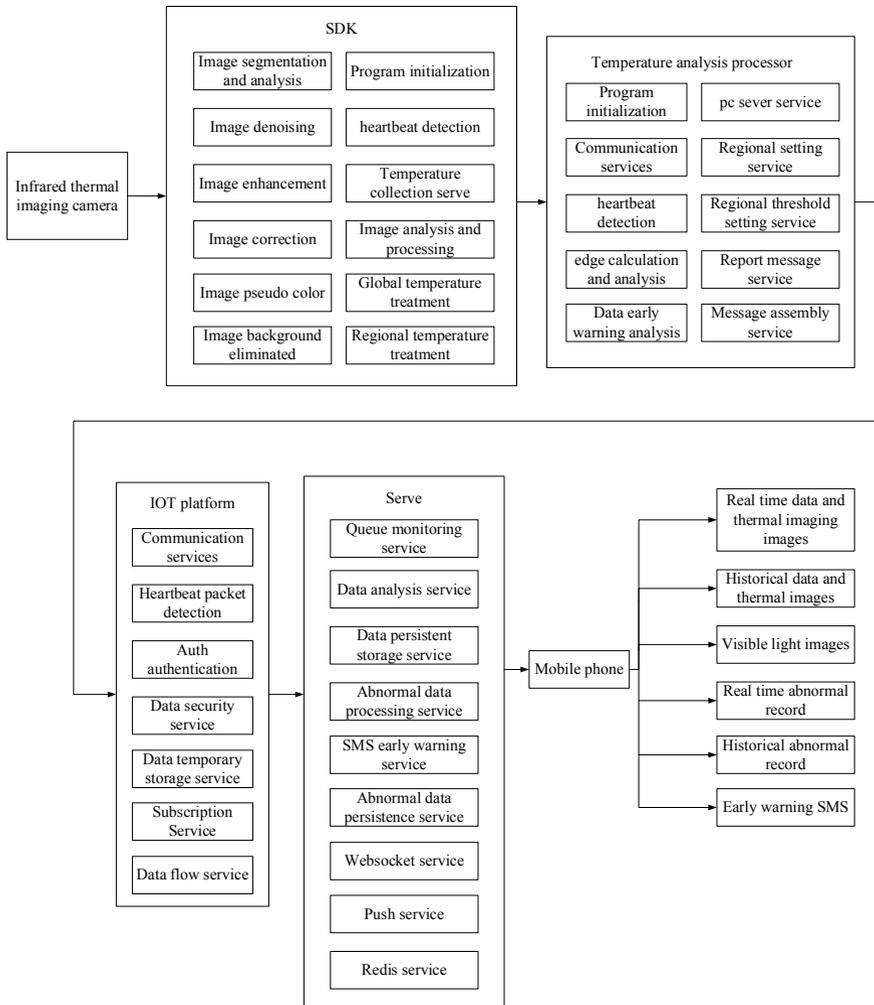 Infrared thermal
imaging camera
SDK
Image segmentation
and analysis
Program initialization
Image denoising
heartbeat detection
Image enhancement
Temperature
collection serve
Image correction
Image analysis and
processing
Image pseudo color
Global temperature
treatment
Image background
eliminated
Regional temperature
treatment
Temperature analysis processor
Program
initialization
pc sever service
Communication
services
Regional setting
service
heartbeat
detection
Regional threshold
setting service
edge calculation
and analysis
Report message
service
Data early
warning analysis
Message assembly
service
IOT platform
Communication
services
Heartbeat packet
detection
Auth
authentication
Data security
service
Data temporary
storage service
Subscription
Service
Data flow service
Serve
Queue monitoring
service
Data analysis service
Data persistent
storage service
Abnormal data
processing service
SMS early warning
service
Abnormal data
persistence service
Websocket service
Push service
Redis service
Mobile phone
Real time data and
thermal imaging
images
Historical data and
thermal images
Visible light images
Real time abnormal
record
Historical abnormal
record
Early warning SMS